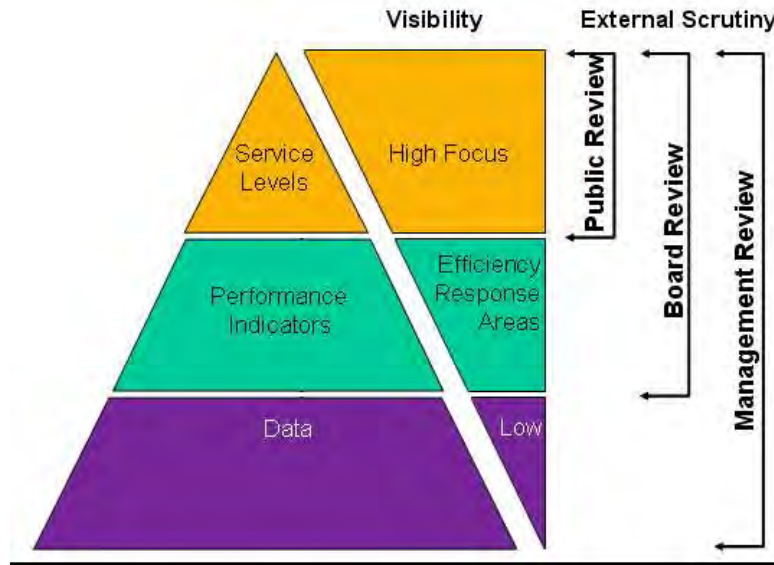 Visibility
External Scrutiny
Service
Levels
High Focus
Public Review
Board Review
Management Review
Performance
Indicators
Efficiency
Response
Areas
Data
Low